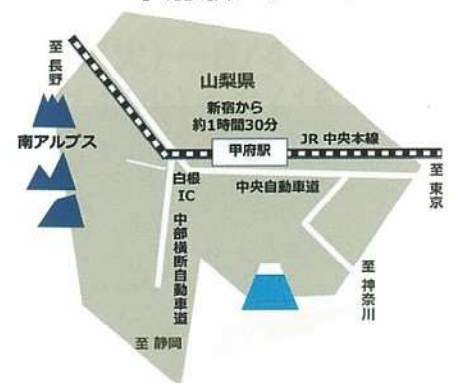 至 長野
山梨県
新宿から
約1時間30分
JR 中央本線
甲府駅
南アルプス
至 東京
白根
IC
中央自動車道
中部横断自動車道
至 神奈川
至 静岡